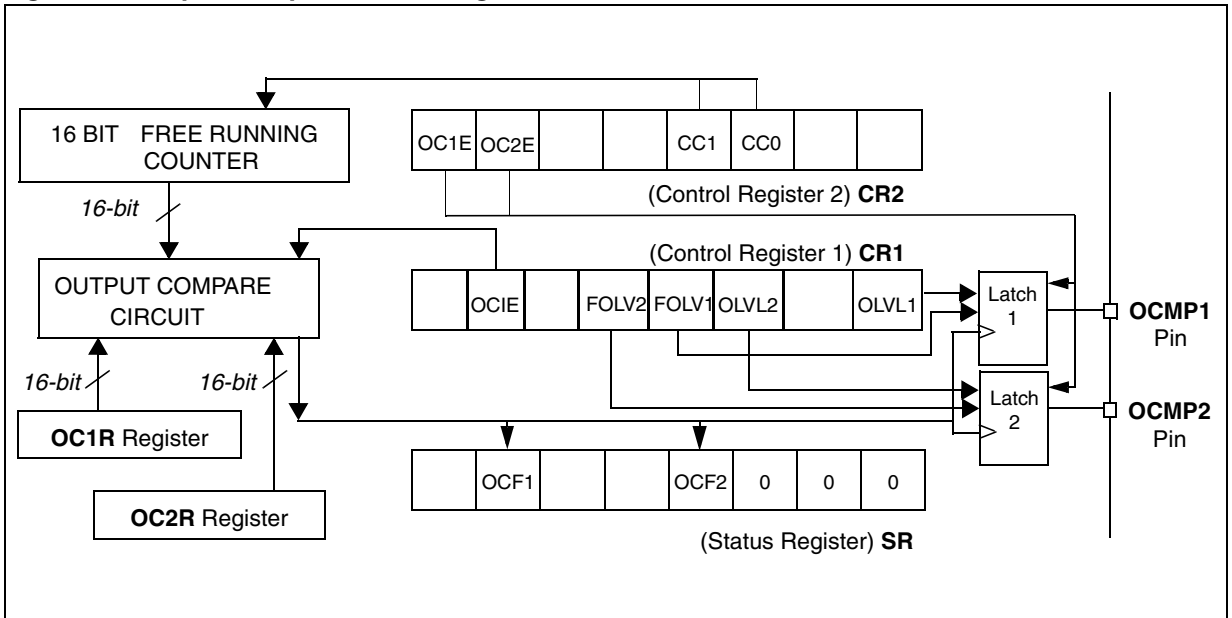 16 BIT FREE RUNNING
COUNTER
OC1E OC2E CC1 CC0
(Control Register 2) CR2
16-bit
(Control Register 1) CR1
OUTPUT COMPARE
CIRCUIT
OCIE FOLV2 FOLV1 OLVL2 OLVL1
Latch
1
OCMP1
Pin
16-bit 16-bit
Latch
2
OCMP2
Pin
OC1R Register
OCF1 OCF2 0 0 0
OC2R Register
(Status Register) SR